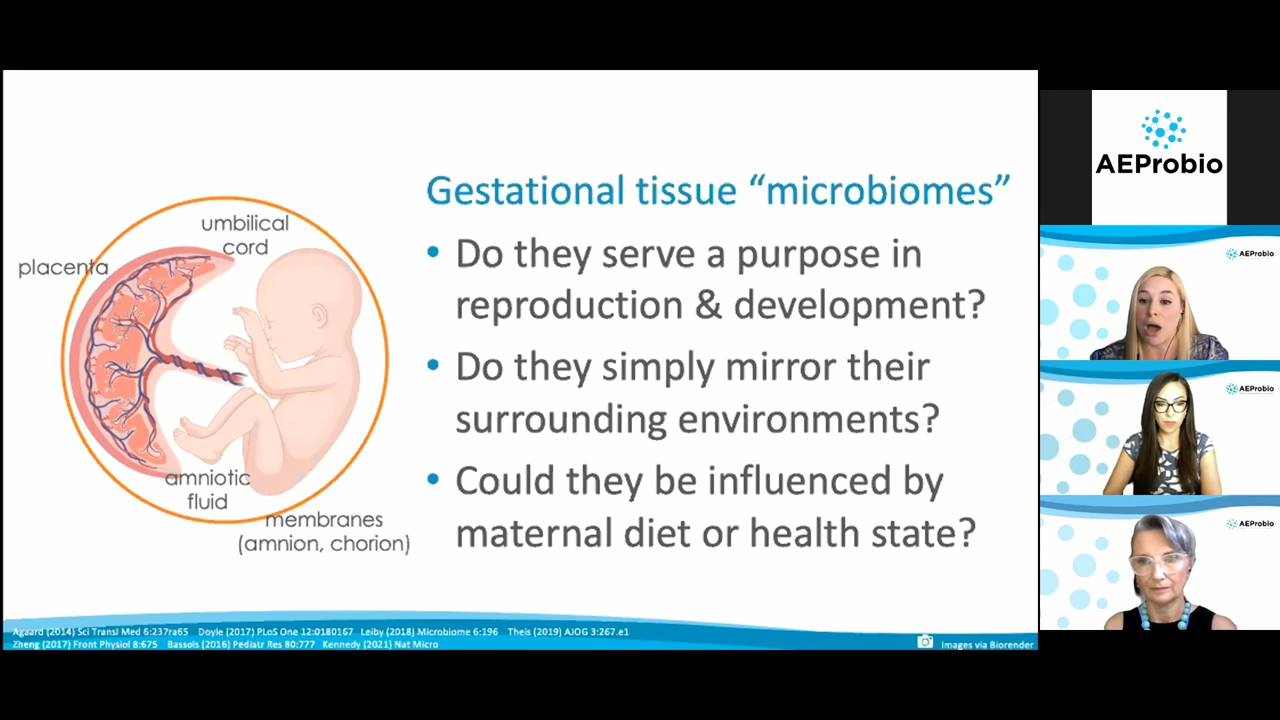 Gestational tissue “microbiomes”
• Do they serve a purpose in
reproduction & development?
• Do they simply mirror their
surrounding environments?
• Could they be influenced by
maternal diet or health state?
umbilical
cord
placenta
amniotic
fluid
membranes
(amnion, chorion)
Agaard (2014) Sci Transl Med 6:237ra65 Doyle (2017) PLoS One 12:0180167 Leiby (2018) Microbiome 6:196 Theis (2019) AJOG 3:267.e1
Zheng (2017) Front Physiol 8:675 Bassols (2016) Pediatr Res 80:777 Kennedy (2021) Nat Micro
Images via Biorender
AEProbio
AEProbio
AEProbio
AEProbio